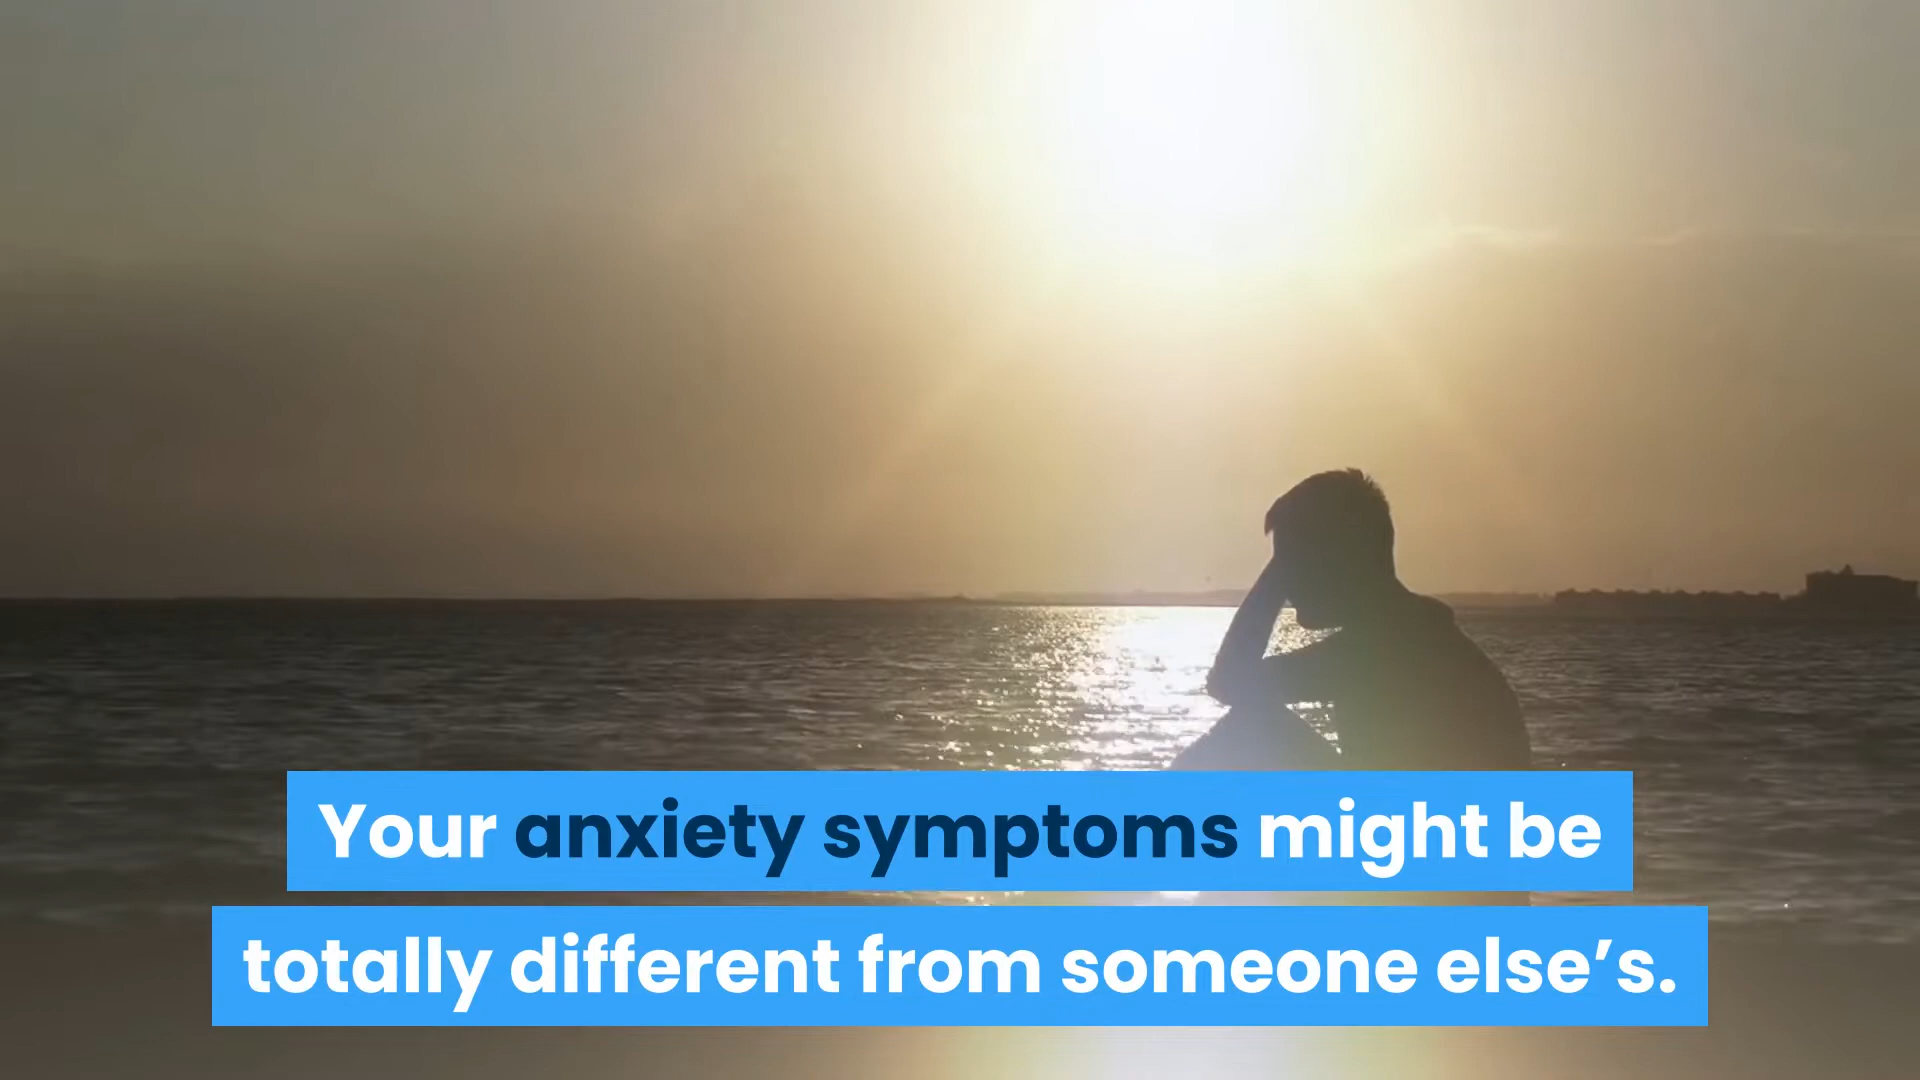 Your anxiety symptoms might be
totally different from someone else’s.